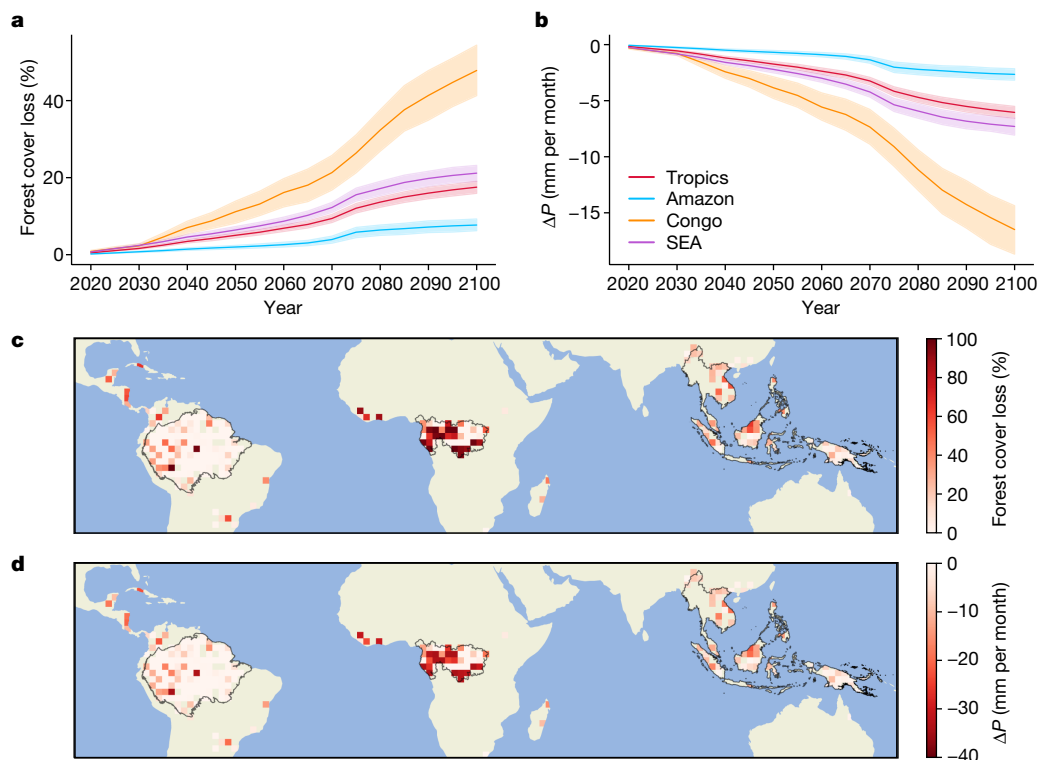 a
Forest cover loss (%)
40
20
0
2020 2030 2040 2050 2060 2070 2080 2090 2100
Year
b
ΔP (mm per month)
0
−5
−10
−15
Tropics
Amazon
Congo
SEA
2020 2030 2040 2050 2060 2070 2080 2090 2100
Year
c
100
80
60
40
20
0
Forest cover loss (%)
d
0
−10
−20
−30
−40
ΔP (mm per month)